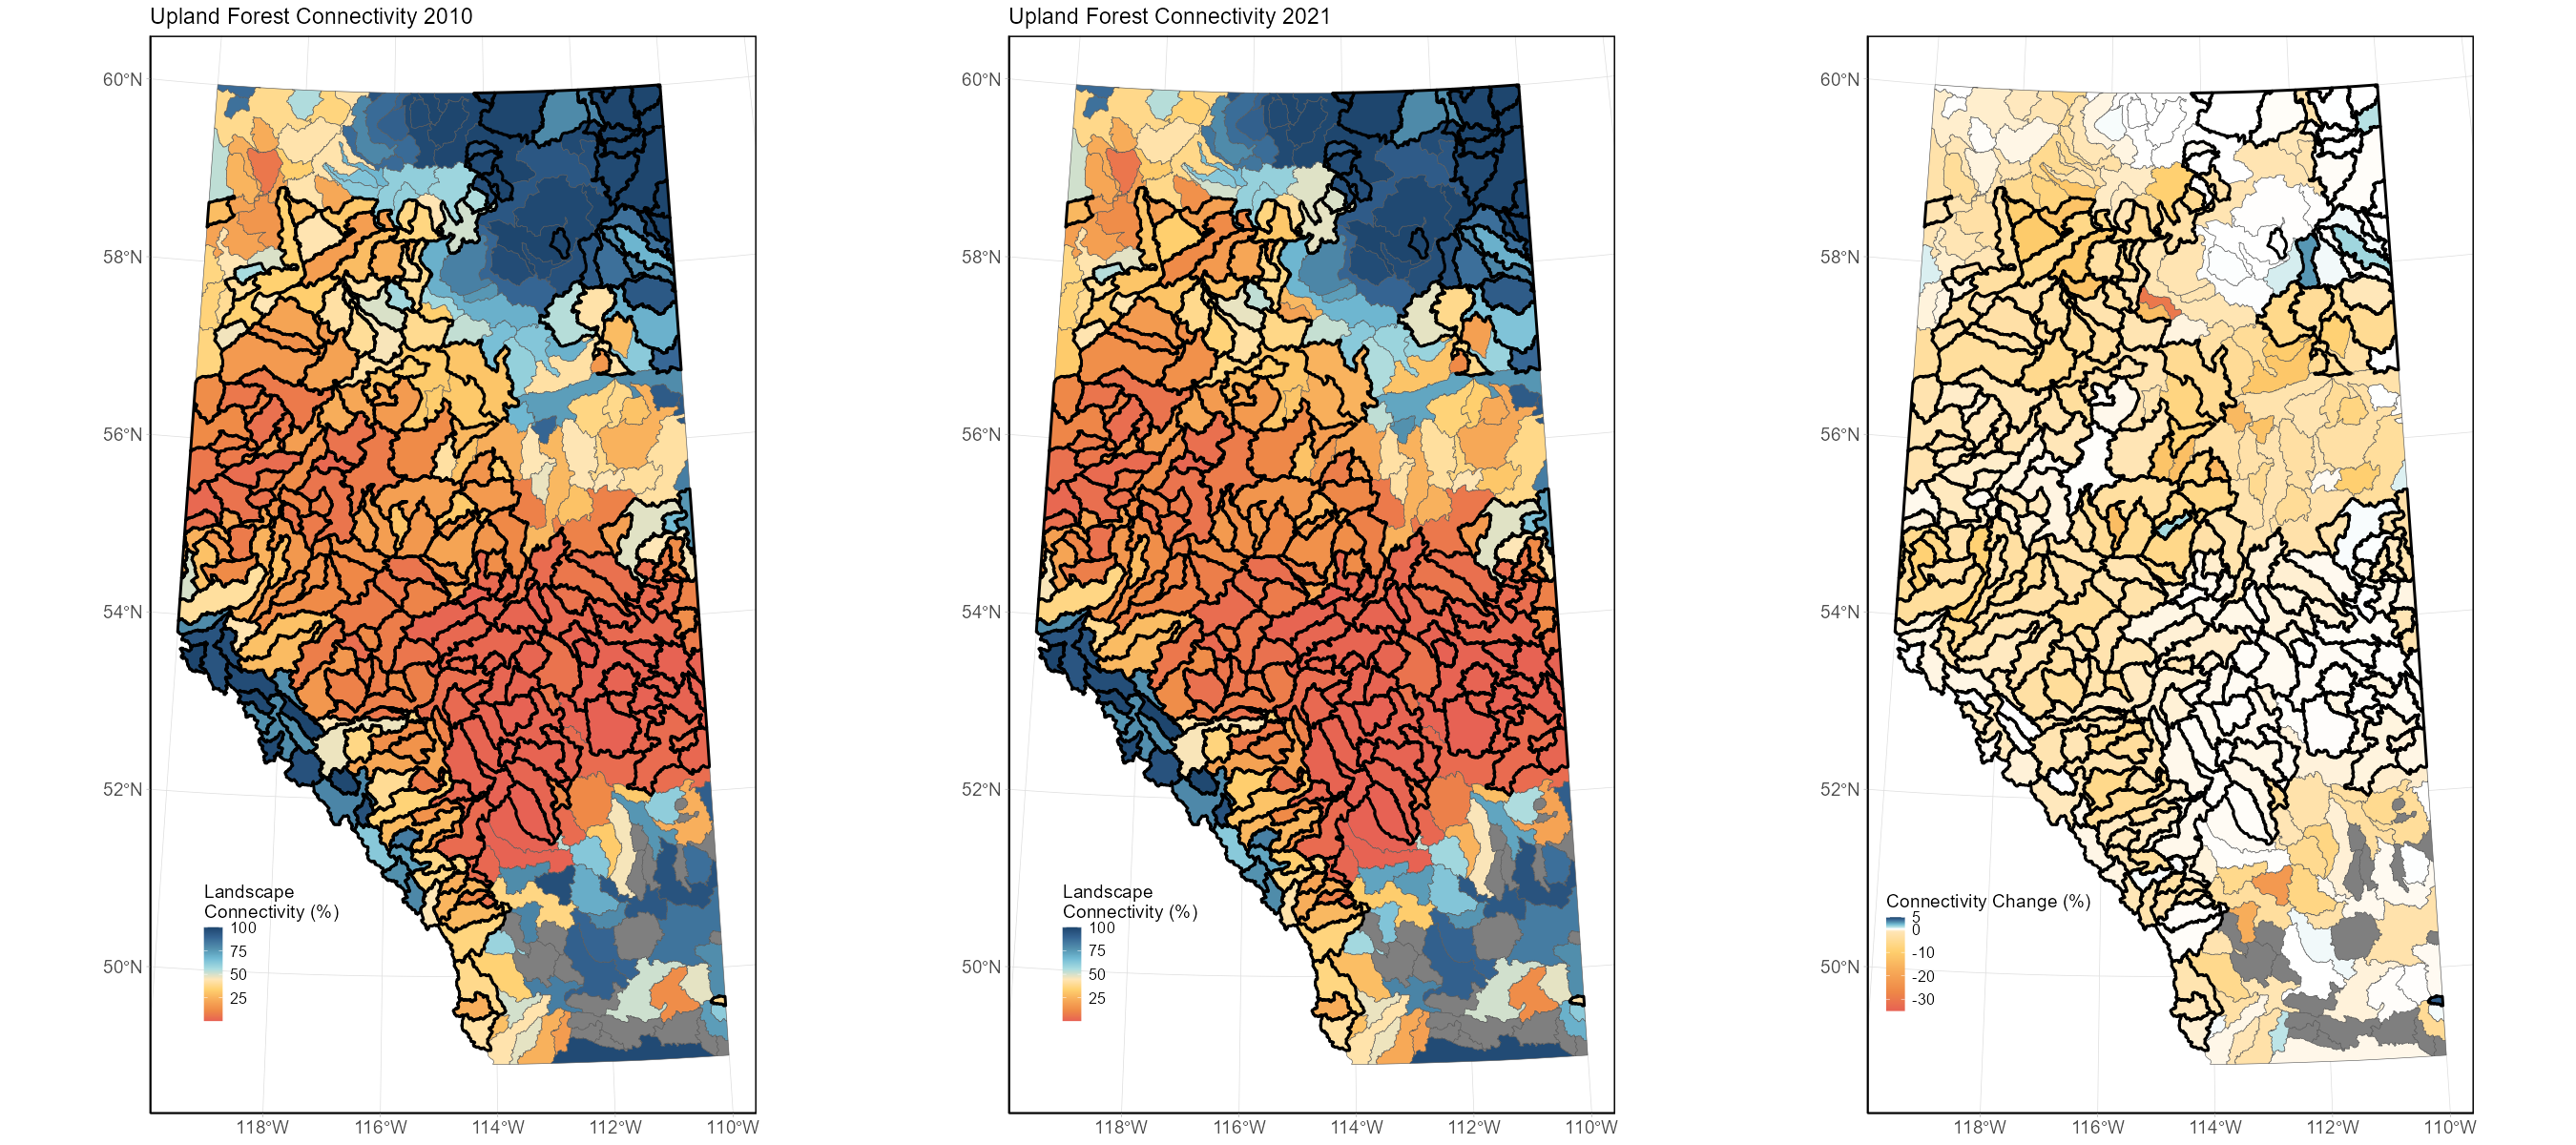 Upland Forest Connectivity 2010
60°N
58°N
56°N
54°N
52°N
50°N
118°W
116°W
114°W
112°W
110°W
Landscape
Connectivity (%)
100
75
50
25
Upland Forest Connectivity 2021
60°N
58°N
56°N
54°N
52°N
50°N
118°W
116°W
114°W
112°W
110°W
Landscape
Connectivity (%)
100
75
50
25
60°N
58°N
56°N
54°N
52°N
50°N
118°W
116°W
114°W
112°W
110°W
Connectivity Change (%)
5
0
-10
-20
-30